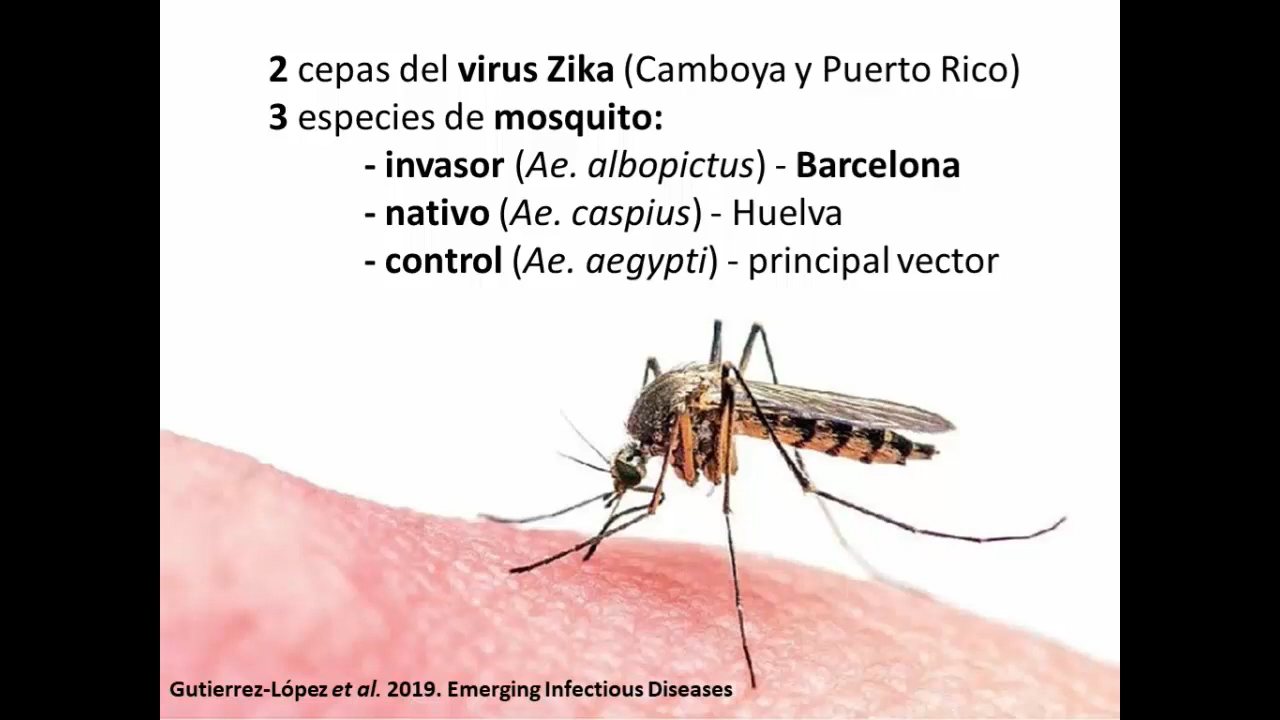 2 cepas del virus Zika (Camboya y Puerto Rico)
3 especies de mosquito:
- invasor (Ae. albopictus) - Barcelona
- nativo (Ae. caspius) - Huelva
- control (Ae. aegypti) - principal vector
Gutierrez-López et al. 2019. Emerging Infectious Diseases